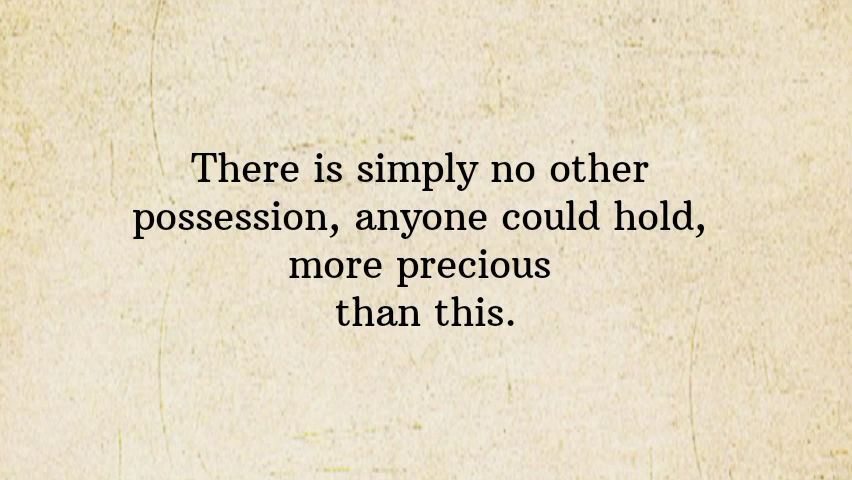 There is simply no other
possession, anyone could hold,
more precious
than this.